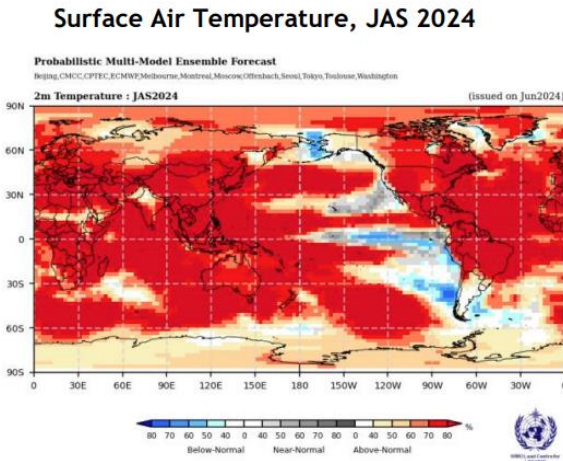 Surface Air Temperature, JAS 2024
Probabilistic Multi-Model Ensemble Forecast
Beijing,CMCC,CPTEC,ECMWF,Melbourne,Montreal,Moscow,Offenbach,Seoul,Tokyo,Toulouse,Washington
2m Temperature : JAS2024 (issued on Jun2024)
90N
60N
30N
0
30S
60S
90S
0 30E 60E 90E 120E 150E 180 150W 120W 90W 60W 30W 0
80 70 60 50 40 0 40 50 60 70 80 0 40 50 60 70 80 %
Below-Normal Near-Normal Above-Normal